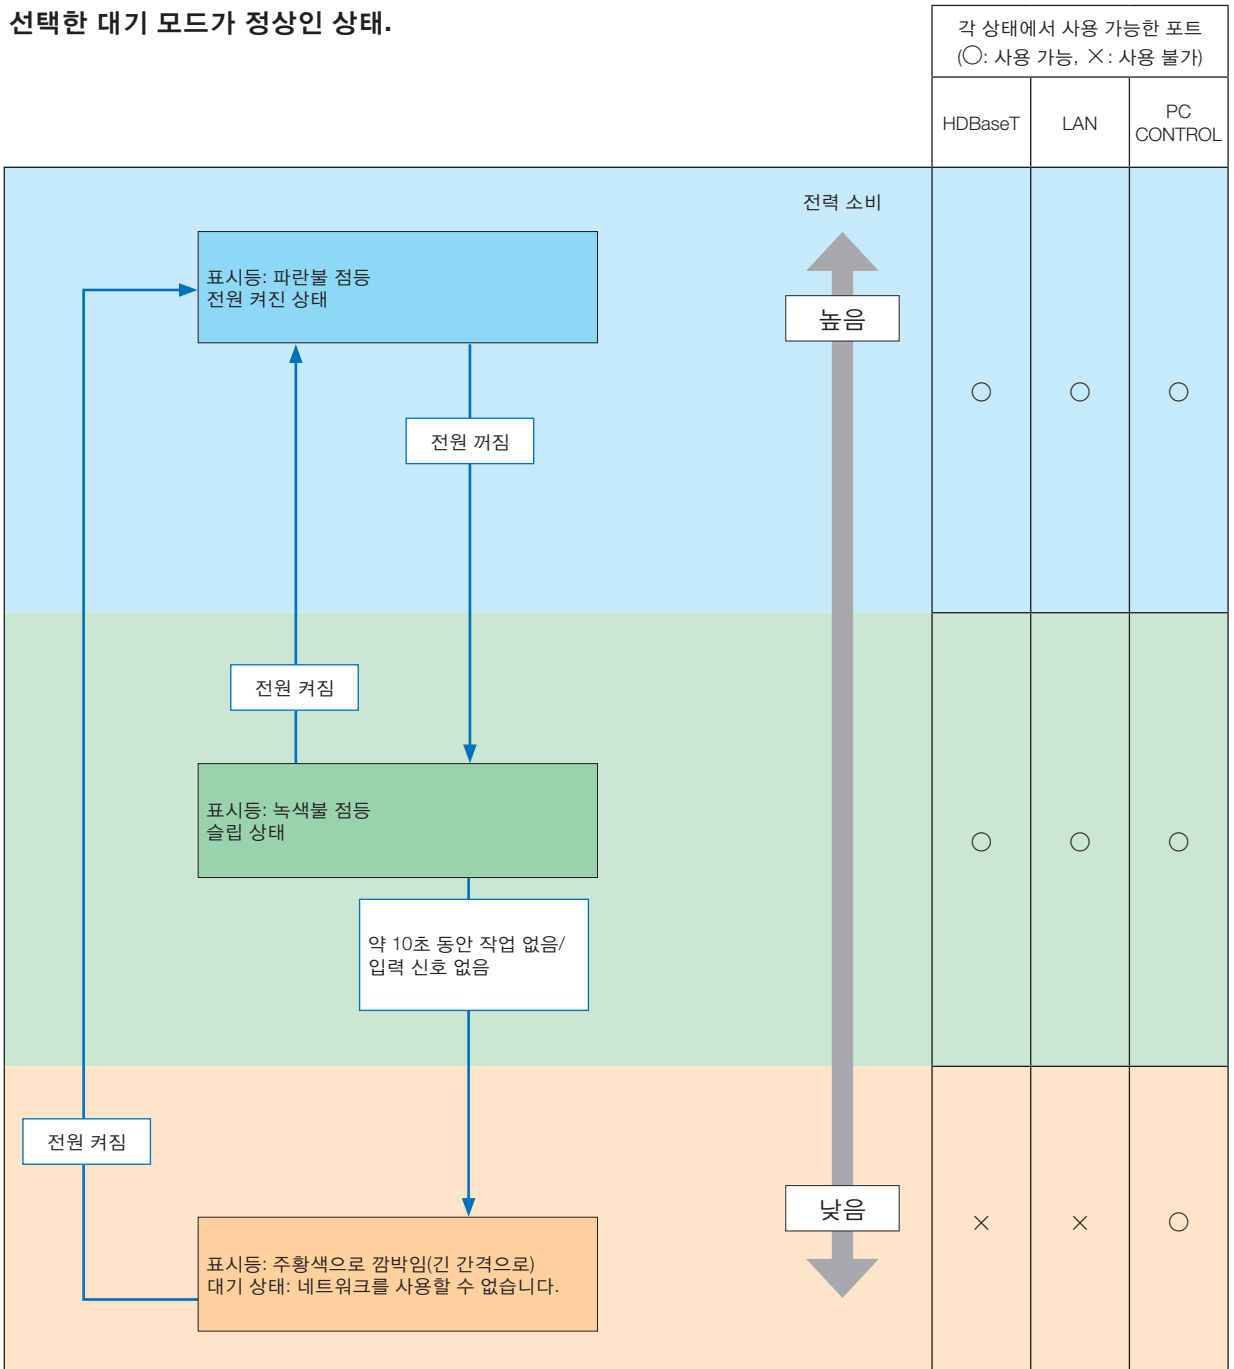 선택한 대기 모드가 정상인 상태.
각 상태에서 사용 가능한 포트
(○: 사용 가능, ×: 사용 불가)
HDBaseT
LAN
PC
CONTROL
전력 소비
표시등: 파란불 점등
전원 켜진 상태
높음
○
○
○
전원 꺼짐
전원 켜짐
표시등: 녹색불 점등
슬립 상태
○
○
○
약 10초 동안 작업 없음/
입력 신호 없음
전원 켜짐
낮음
×
×
○
표시등: 주황색으로 깜박임(긴 간격으로)
대기 상태: 네트워크를 사용할 수 없습니다.